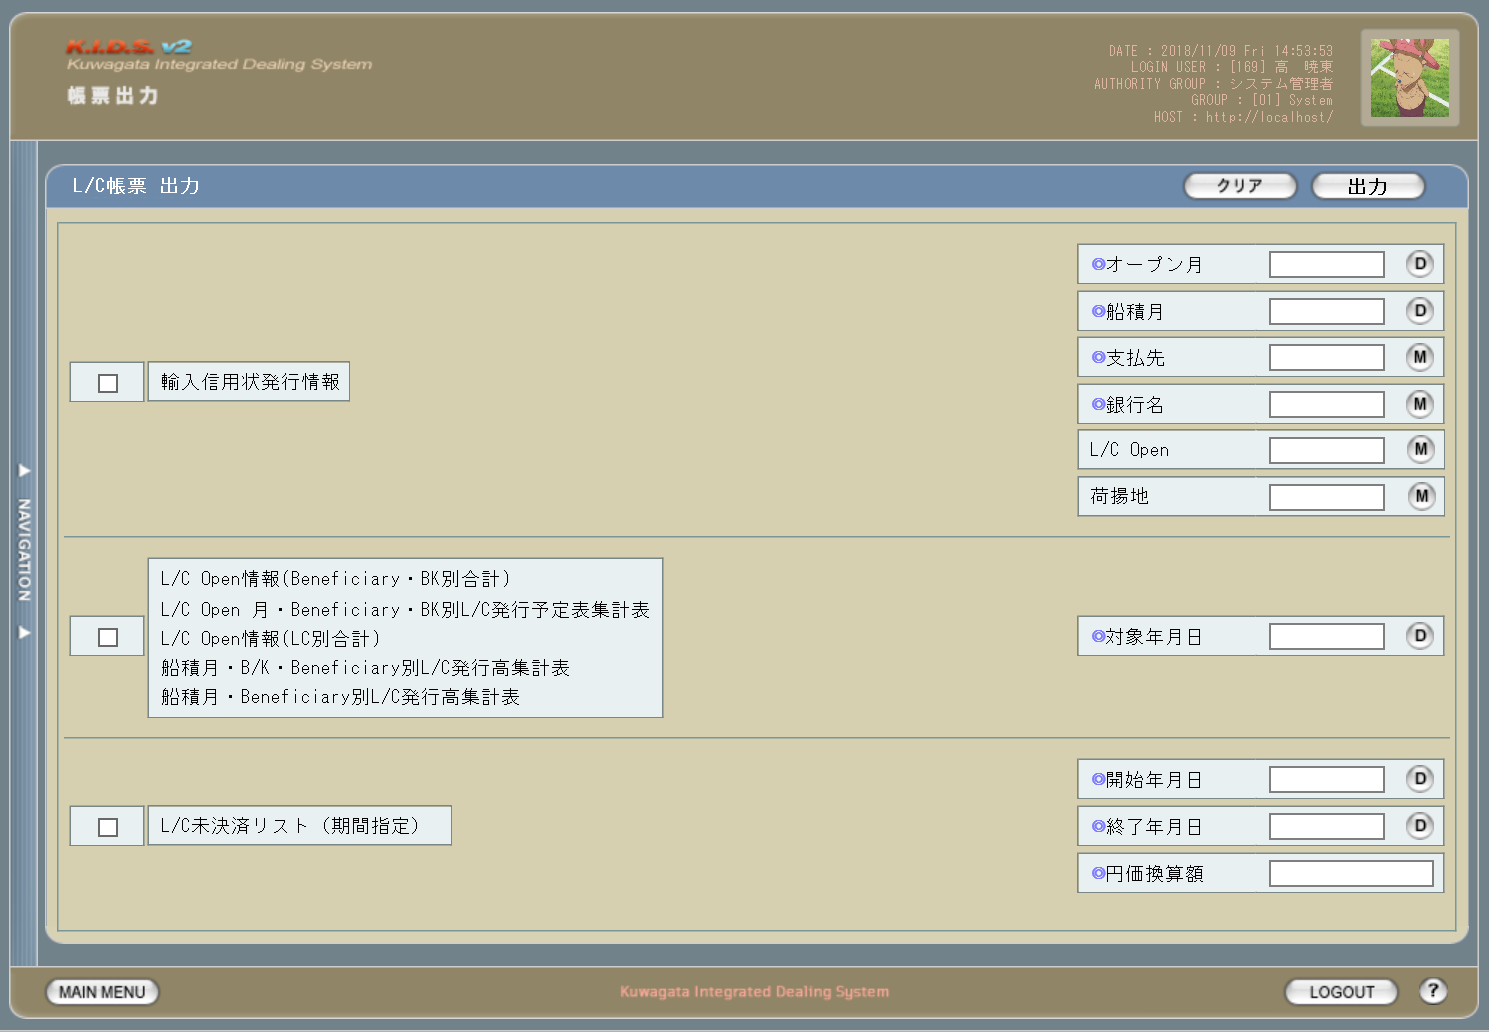 K.I.D.S. v2
Kuwagata Integrated Dealing System
帳票出力
DATE : 2018/11/09 Fri 14:53:53
LOGIN USER : [169] 高　暁東
AUTHORITY GROUP : システム管理者
GROUP : [01] System
HOST : http://localhost/
L/C帳票 出力
クリア
出力
◎オープン月
D
◎船積月
D
◎支払先
M
輸入信用状発行情報
◎銀行名
M
L/C Open
M
荷揚地
M
NAVIGATION
L/C Open情報(Beneficiary・BK別合計)
L/C Open 月・Beneficiary・BK別L/C発行予定表集計表
L/C Open情報(LC別合計)
船積月・B/K・Beneficiary別L/C発行高集計表
船積月・Beneficiary別L/C発行高集計表
◎対象年月日
D
◎開始年月日
D
L/C未決済リスト（期間指定）
◎終了年月日
D
◎円価換算額
MAIN MENU
Kuwagata Integrated Dealing System
LOGOUT
?